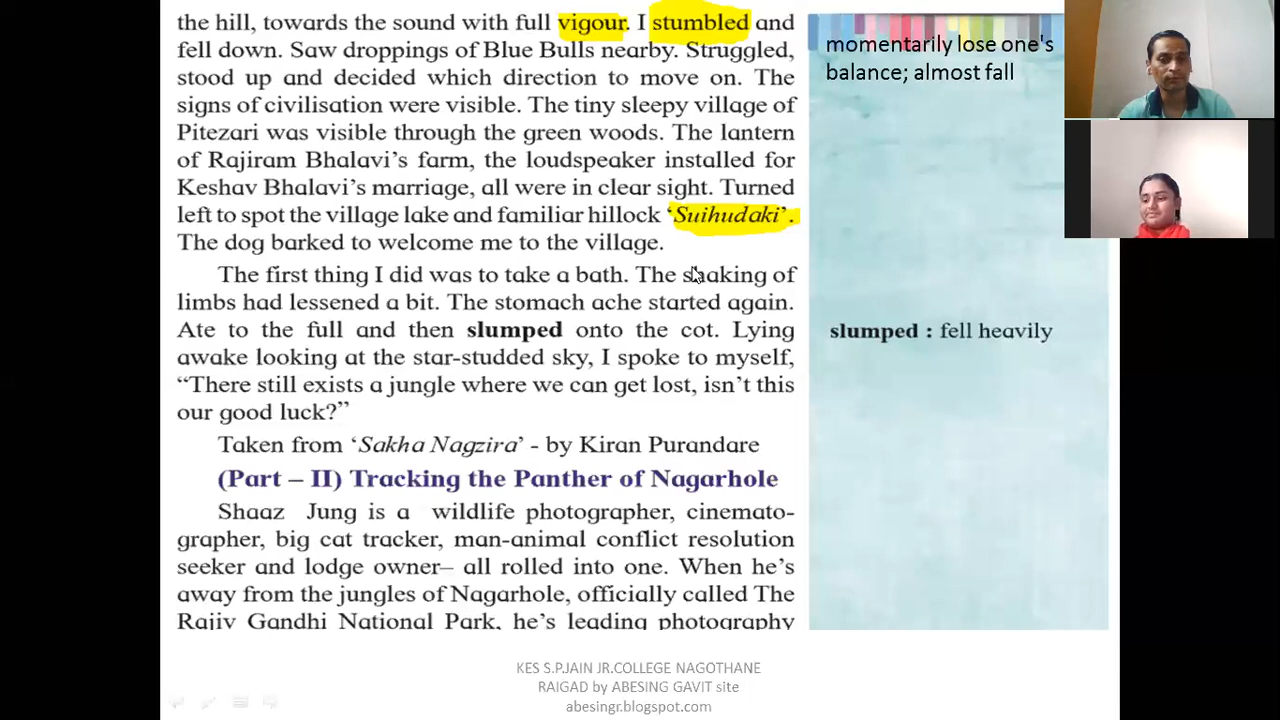 the hill, towards the sound with full vigour. I stumbled and
fell down. Saw droppings of Blue Bulls nearby. Struggled,
stood up and decided which direction to move on. The
signs of civilisation were visible. The tiny sleepy village of
Pitezari was visible through the green woods. The lantern
of Rajiram Bhalavi's farm, the loudspeaker installed for
Keshav Bhalavi's marriage, all were in clear sight. Turned
left to spot the village lake and familiar hillock ‘Suihudaki’.
The dog barked to welcome me to the village.
The first thing I did was to take a bath. The shaking of
limbs had lessened a bit. The stomach ache started again.
Ate to the full and then slumped onto the cot. Lying
awake looking at the star-studded sky, I spoke to myself,
“There still exists a jungle where we can get lost, isn't this
our good luck?”
Taken from ‘Sakha Nagzira’ - by Kiran Purandare
(Part – II) Tracking the Panther of Nagarhole
Shaaz Jung is a wildlife photographer, cinemato-
grapher, big cat tracker, man-animal conflict resolution
seeker and lodge owner– all rolled into one. When he's
away from the jungles of Nagarhole, officially called The
Rajiv Gandhi National Park, he's leading photography
momentarily lose one's
balance; almost fall
slumped : fell heavily
KES S.P.JAIN JR.COLLEGE NAGOTHANE
RAIGAD by ABESING GAVIT site
abesingr.blogspot.com